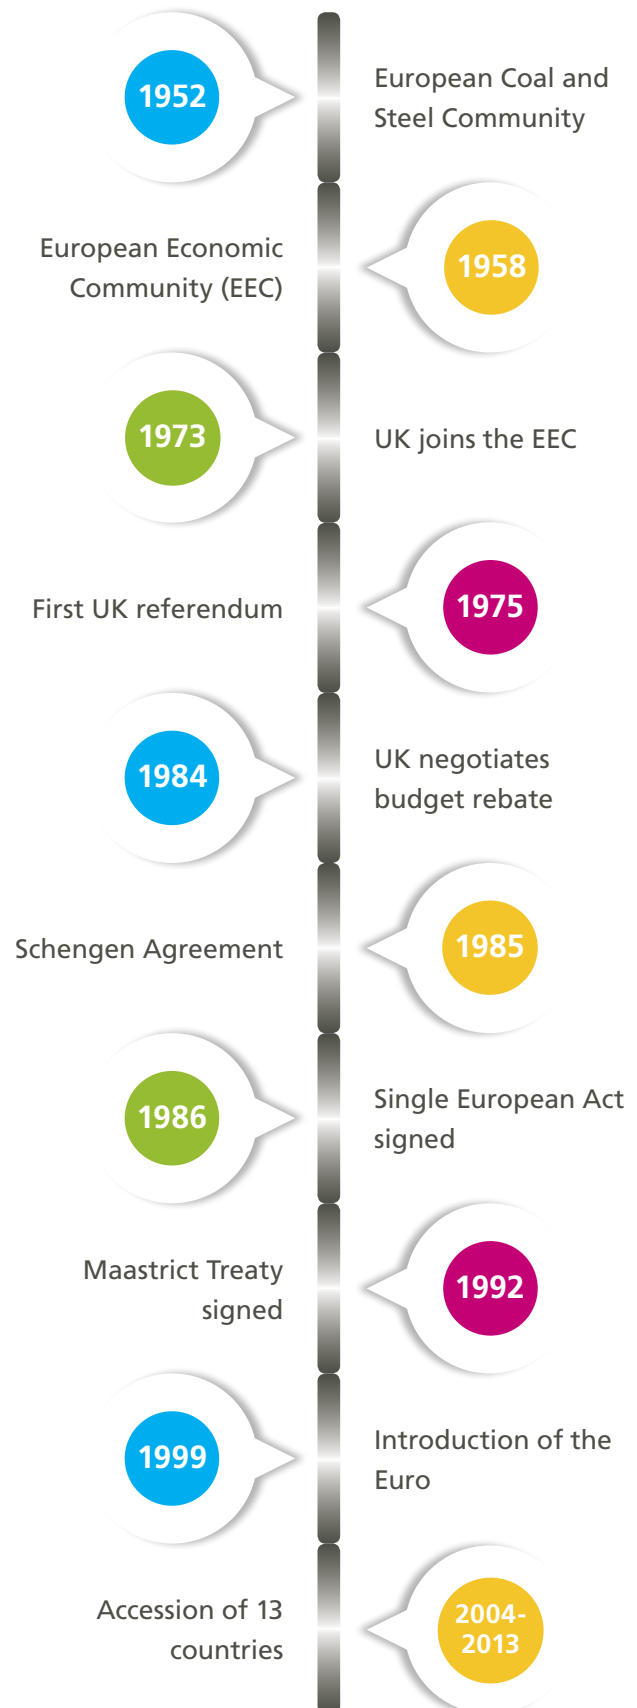 1952
European Coal and
Steel Community
European Economic
Community (EEC)
1958
1973
UK joins the EEC
First UK referendum
1975
1984
UK negotiates
budget rebate
Schengen Agreement
1985
1986
Single European Act
signed
Maastrict Treaty
signed
1992
1999
Introduction of the
Euro
Accession of 13
countries
2004-
2013